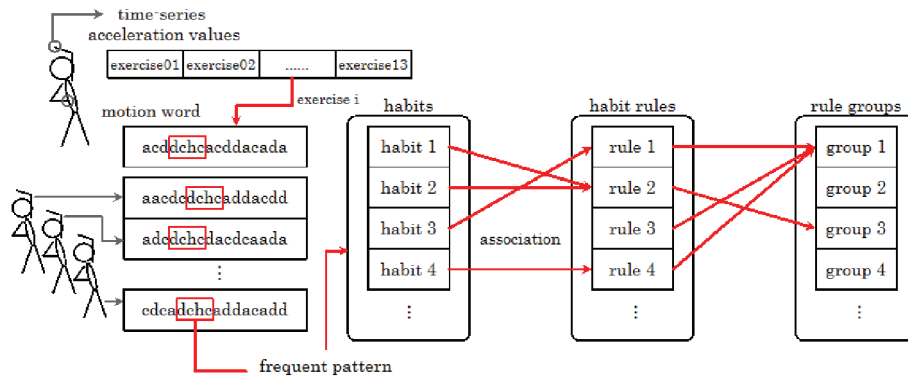 time-series
acceleration values
exercise01 exercise02 ...... exercise13
exercise i
motion word
acddchcacddacada
aacdcdchcaddacdd
adcdchcdacdcaada
⋮
cdcadchcaddacadd
frequent pattern
habits
habit 1
habit 2
habit 3
habit 4
⋮
association
habit rules
rule 1
rule 2
rule 3
rule 4
⋮
rule groups
group 1
group 2
group 3
group 4
⋮